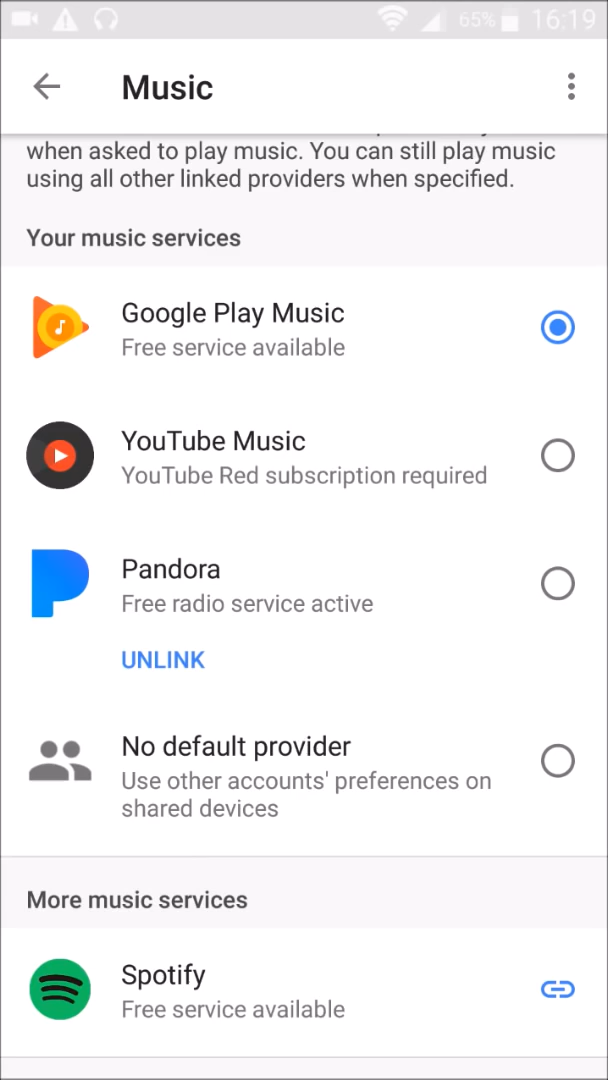 65% 16:19
Music
when asked to play music. You can still play music
using all other linked providers when specified.
Your music services
Google Play Music
Free service available
YouTube Music
YouTube Red subscription required
Pandora
Free radio service active
UNLINK
No default provider
Use other accounts' preferences on
shared devices
More music services
Spotify
Free service available